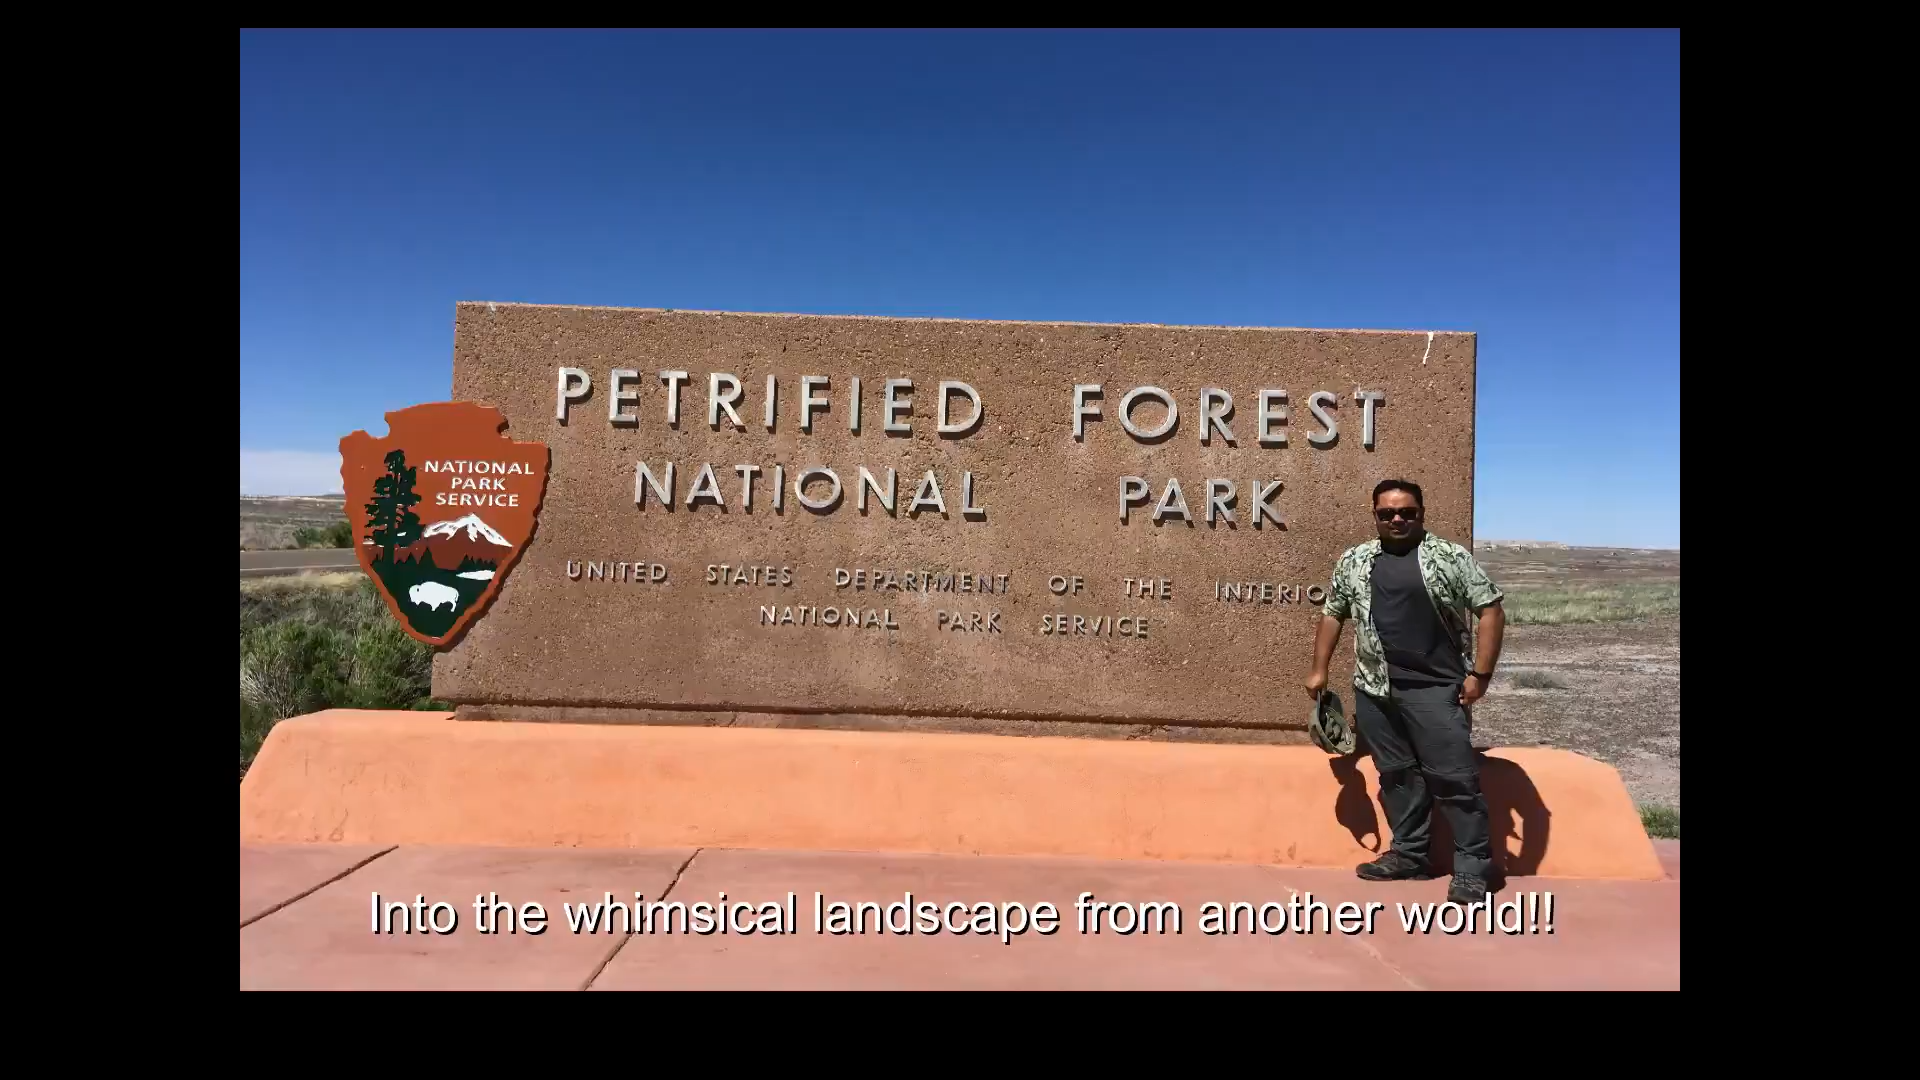 PETRIFIED FOREST
NATIONAL PARK
NATIONAL
PARK
SERVICE
UNITED STATES DEPARTMENT OF THE INTERIO
NATIONAL PARK SERVICE
Into the whimsical landscape from another world!!